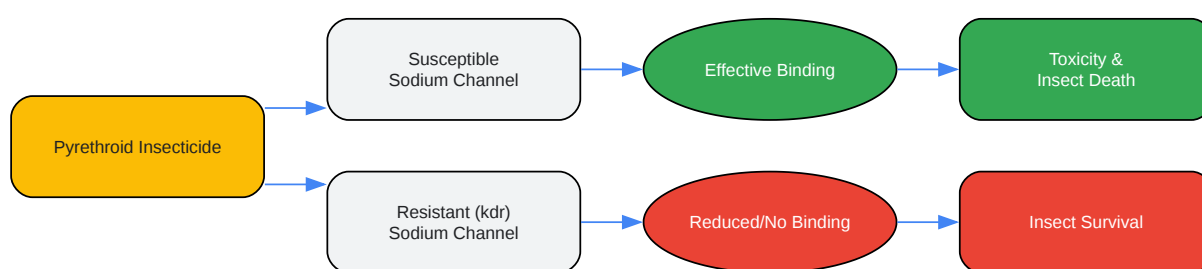 Susceptible
Sodium Channel
Effective Binding
Toxicity &
Insect Death
Pyrethroid Insecticide
Resistant (kdr)
Sodium Channel
Reduced/No Binding
Insect Survival